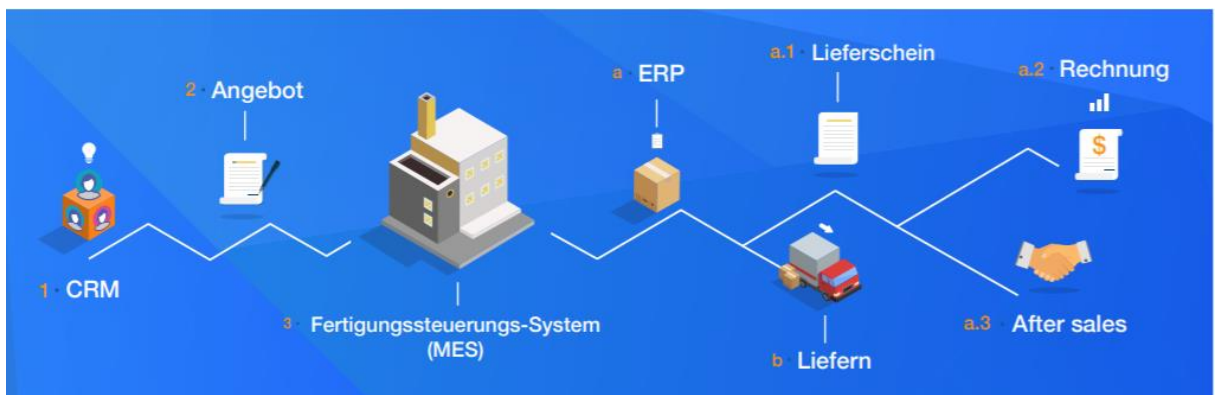 1 · CRM
2 · Angebot
3 · Fertigungssteuerungs-System
(MES)
a · ERP
a.1 · Lieferschein
b · Liefern
a.2 · Rechnung
$
a.3 · After sales